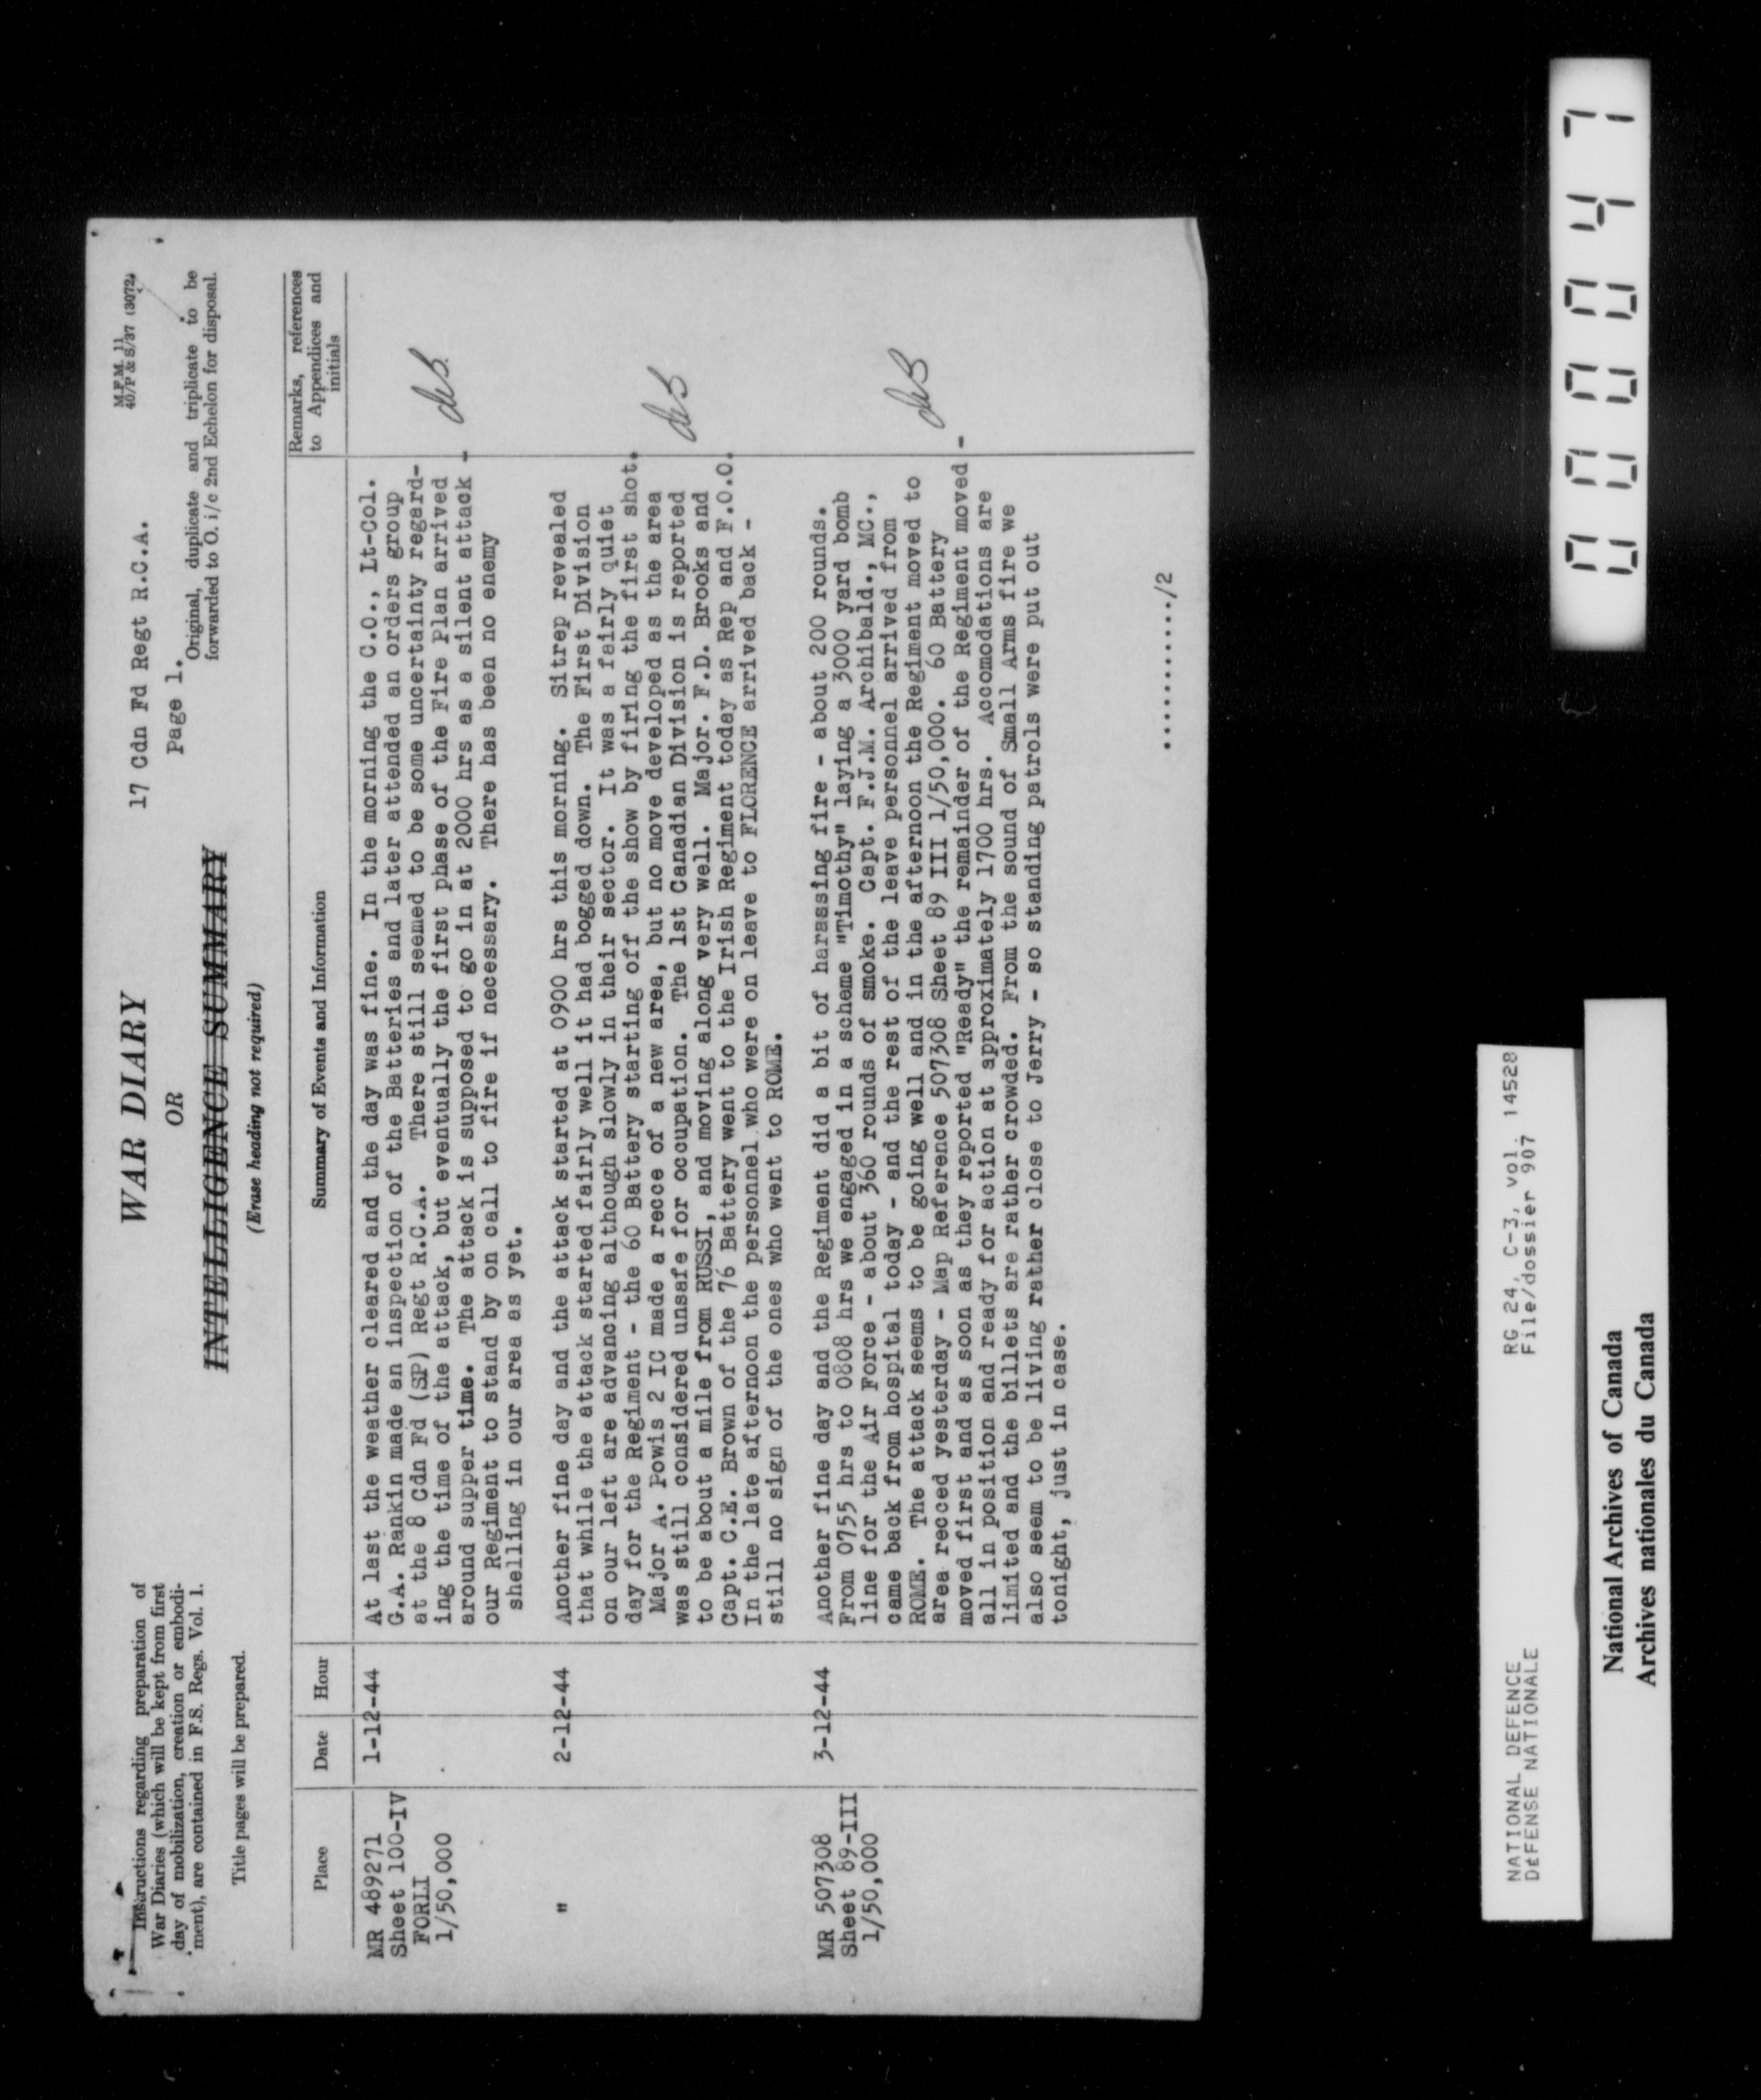 Instructions regarding preparation of
War Diaries (which will be kept from first
day of mobilization, creation or embodi-
ment), are contained in F.S. Regs. Vol. 1.
Title pages will be prepared.
WAR DIARY
OR
INTELLIGENCE SUMMARY
(Erase heading not required)
17 Cdn Fd Regt R.C.A.
Page 1.
M.F.M. 11
40/P & S/37 (3072)
Original, duplicate and triplicate to be
forwarded to O. i/c 2nd Echelon for disposal.
Place Date Hour Summary of Events and Information Remarks, references
to Appendices and
initials
MR 489271
Sheet 100-IV
FORLI
1/50,000
1-12-44
At last the weather cleared and the day was fine. In the morning the C.O., Lt-Col.
G.A. Rankin made an inspection of the Batteries and later attended an orders group
at the 8 Cdn Fd (SP) Regt R.C.A. There still seemed to be some uncertainty regard-
ing the time of the attack, but eventually the first phase of the Fire Plan arrived
around supper time. The attack is supposed to go in at 2000 hrs as a silent attack -
our Regiment to stand by on call to fire if necessary. There has been no enemy
shelling in our area as yet.
deB.
"
2-12-44
Another fine day and the attack started at 0900 hrs this morning. Sitrep revealed
that while the attack started fairly well it had bogged down. The First Division
on our left are advancing although slowly in their sector. It was a fairly quiet
day for the Regiment - the 60 Battery starting off the show by firing the first shot.
Major A. Powis 2 IC made a recce of a new area, but no move developed as the area
was still considered unsafe for occupation. The 1st Canadian Division is reported
to be about a mile from RUSSI, and moving along very well. Major. F.D. Brooks and
Capt. C.E. Brown of the 76 Battery went to the Irish Regiment today as Rep and F.O.O.
In the late afternoon the personnel who were on leave to FLORENCE arrived back -
still no sign of the ones who went to ROME.
deB
MR 507308
Sheet 89-III
1/50,000
3-12-44
Another fine day and the Regiment did a bit of harassing fire - about 200 rounds.
From 0755 hrs to 0808 hrs we engaged in a scheme "Timothy" laying a 3000 yard bomb
line for the Air Force - about 360 rounds of smoke. Capt. F.J.M. Archibald., MC.,
came back from hospital today - and the rest of the leave personnel arrived from
ROME. The attack seems to be going well and in the afternoon the Regiment moved to
area recced yesterday - Map Reference 507308 Sheet 89 III 1/50,000. 60 Battery
moved first and as soon as they reported "Ready" the remainder of the Regiment moved -
all in position and ready for action at approximately 1700 hrs. Accomodations are
limited and the billets are rather crowded. From the sound of Small Arms fire we
also seem to be living rather close to Jerry - so standing patrols were put out
tonight, just in case.
deB
........../2
NATIONAL DEFENCE RG 24, C-3, vol. 14528
DÉFENSE NATIONALE File/dossier 907
National Archives of Canada
Archives nationales du Canada
000047